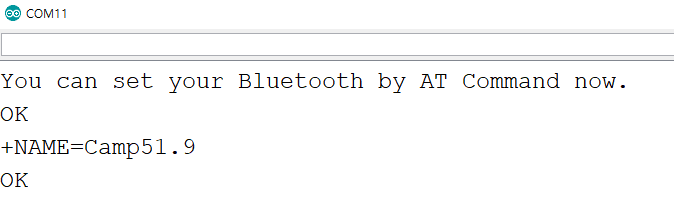 COM11
You can set your Bluetooth by AT Command now.
OK
+NAME=Camp51.9
OK